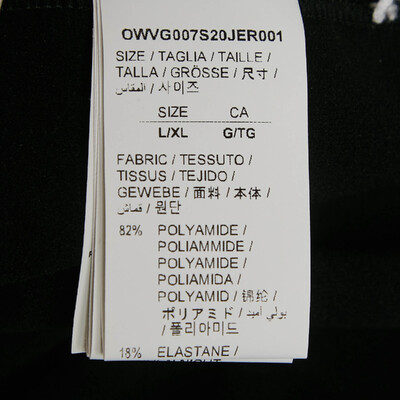 OWVG007S20JER001
SIZE / TAGLIA / TAILLE /
TALLA / GRÖSSE / 尺寸 /
المقاس / 사이즈
SIZE CA
L/XL G/TG
FABRIC / TESSUTO /
TISSUS / TEJIDO /
GEWEBE / 面料 / 本体 /
قماش / 원단
82% POLYAMIDE /
POLIAMMIDE /
POLYAMIDE /
POLIAMIDA /
POLYAMID / 锦纶 /
ポリアミド / بولي اميد
/ 폴리아미드
18% ELASTANE /